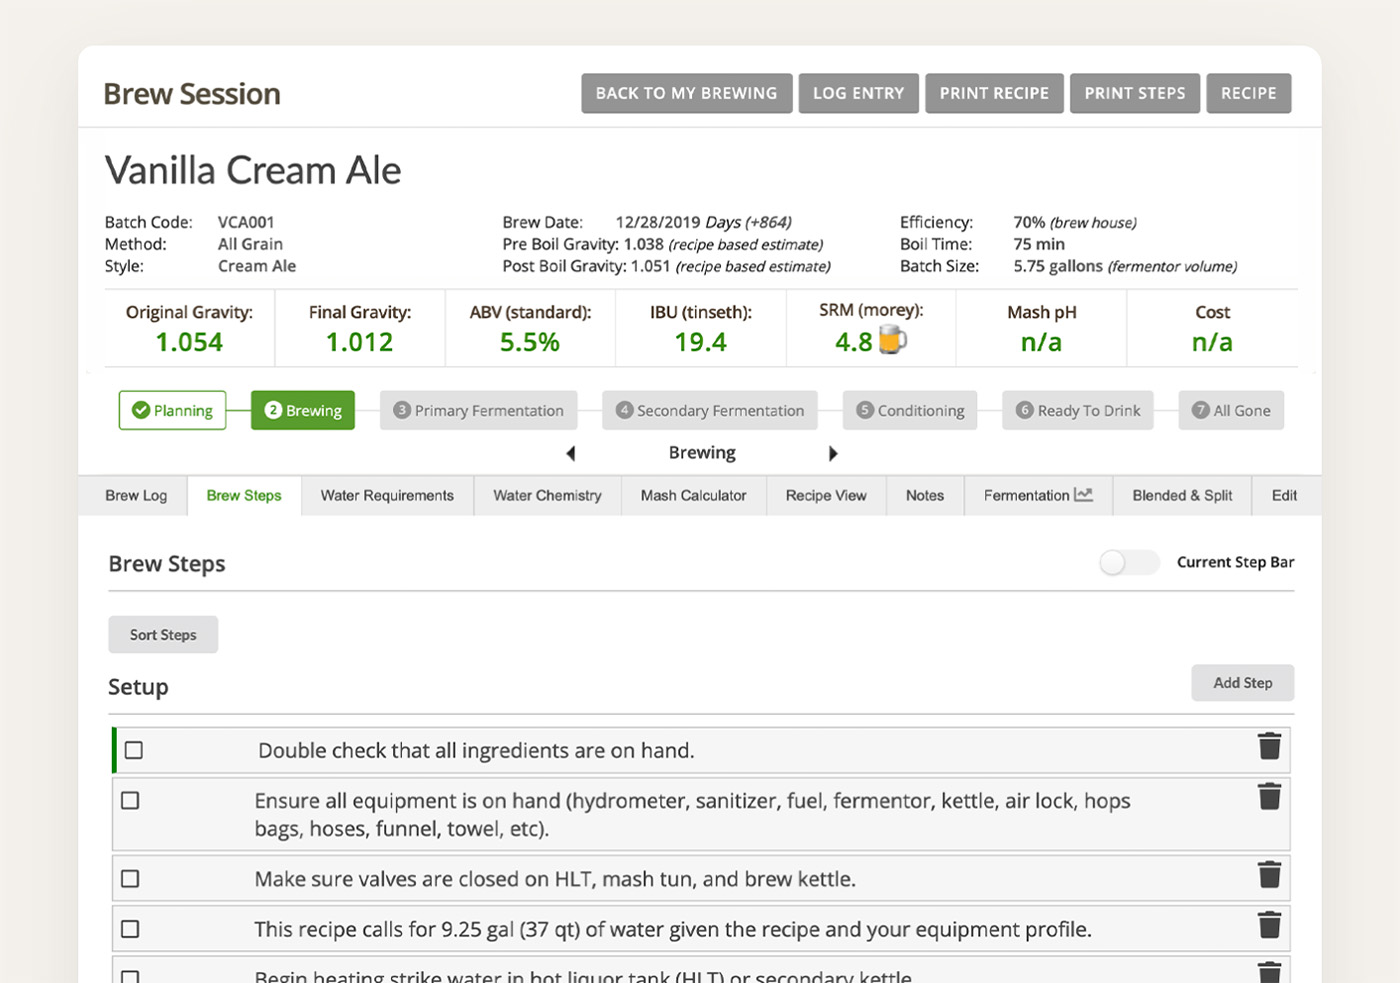 Brew Session
BACK TO MY BREWING
LOG ENTRY
PRINT RECIPE
PRINT STEPS
RECIPE
Vanilla Cream Ale
Batch Code: VCA001
Method: All Grain
Style: Cream Ale
Brew Date: 12/28/2019 Days (+864)
Pre Boil Gravity: 1.038 (recipe based estimate)
Post Boil Gravity: 1.051 (recipe based estimate)
Efficiency: 70% (brew house)
Boil Time: 75 min
Batch Size: 5.75 gallons (fermentor volume)
Original Gravity:
1.054
Final Gravity:
1.012
ABV (standard):
5.5%
IBU (tinseth):
19.4
SRM (morey):
4.8
Mash pH
n/a
Cost
n/a
Planning
2 Brewing
3 Primary Fermentation
4 Secondary Fermentation
5 Conditioning
6 Ready To Drink
7 All Gone
Brewing
Brew Log
Brew Steps
Water Requirements
Water Chemistry
Mash Calculator
Recipe View
Notes
Fermentation
Blended & Split
Edit
Brew Steps
Current Step Bar
Sort Steps
Setup
Add Step
Double check that all ingredients are on hand.
Ensure all equipment is on hand (hydrometer, sanitizer, fuel, fermentor, kettle, air lock, hops
bags, hoses, funnel, towel, etc).
Make sure valves are closed on HLT, mash tun, and brew kettle.
This recipe calls for 9.25 gal (37 qt) of water given the recipe and your equipment profile.
Begin heating strike water in hot liquor tank (HLT) or secondary kettle